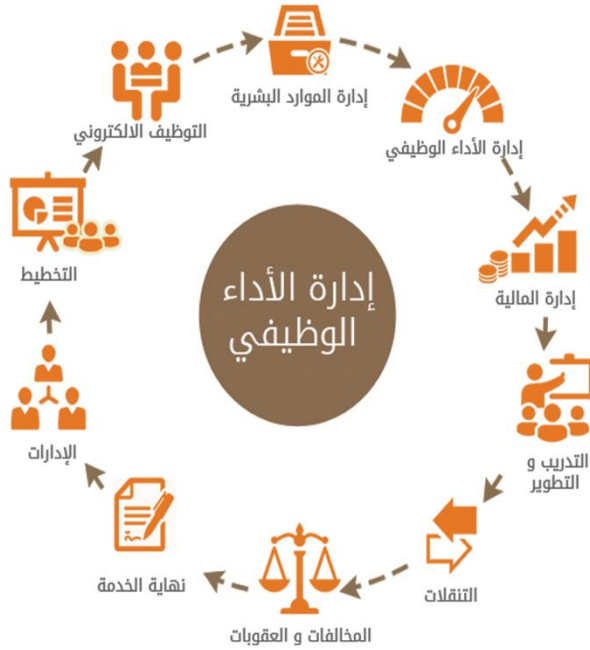 إدارة الموارد البشرية
إدارة الأداء الوظيفي
إدارة المالية
التدريب و
التطوير
التنقلات
المخالفات و العقوبات
نهاية الخدمة
الإدارات
التخطيط
التوظيف الالكتروني
إدارة الأداء
الوظيفي